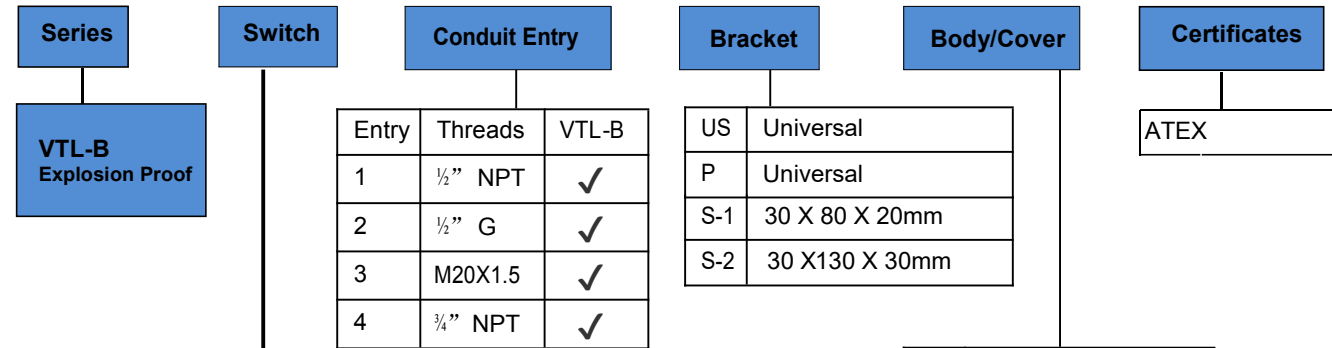 Series Switch Conduit Entry Bracket Body/Cover Certificates
VTL-B
Explosion Proof
Entry Threads VTL-B
1 ½” NPT ✓
2 ½” G ✓
3 M20X1.5 ✓
4 ¾” NPT ✓
US Universal
P Universal
S-1 30 X 80 X 20mm
S-2 30 X130 X 30mm
ATEX